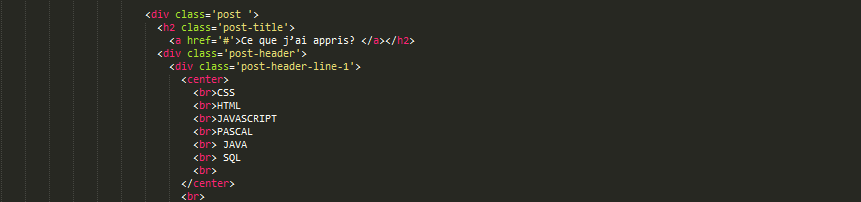 <div class='post '>
<h2 class='post-title'>
<a href='#'>Ce que j’ai appris? </a></h2>
<div class='post-header'>
<div class='post-header-line-1'>
<center>
<br>CSS
<br>HTML
<br>JAVASCRIPT
<br>PASCAL
<br> JAVA
<br> SQL
<br>
</center>
<br>